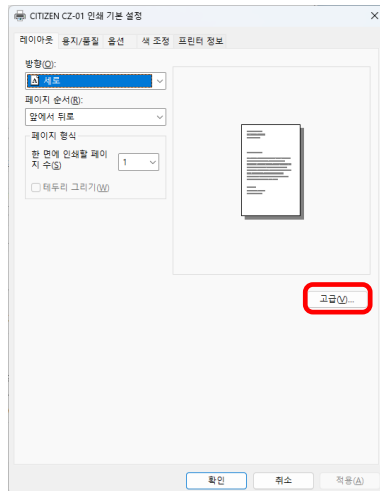 CITIZEN CZ-01 인쇄 기본 설정
레이아웃 용지/품질 옵션 색 조정 프린터 정보
방향(O):
A 세로
페이지 순서(R):
앞에서 뒤로
페이지 형식
한 면에 인쇄할 페이
지 수(S)
1
테두리 그리기(W)
고급(V)...
확인 취소 적용(A)